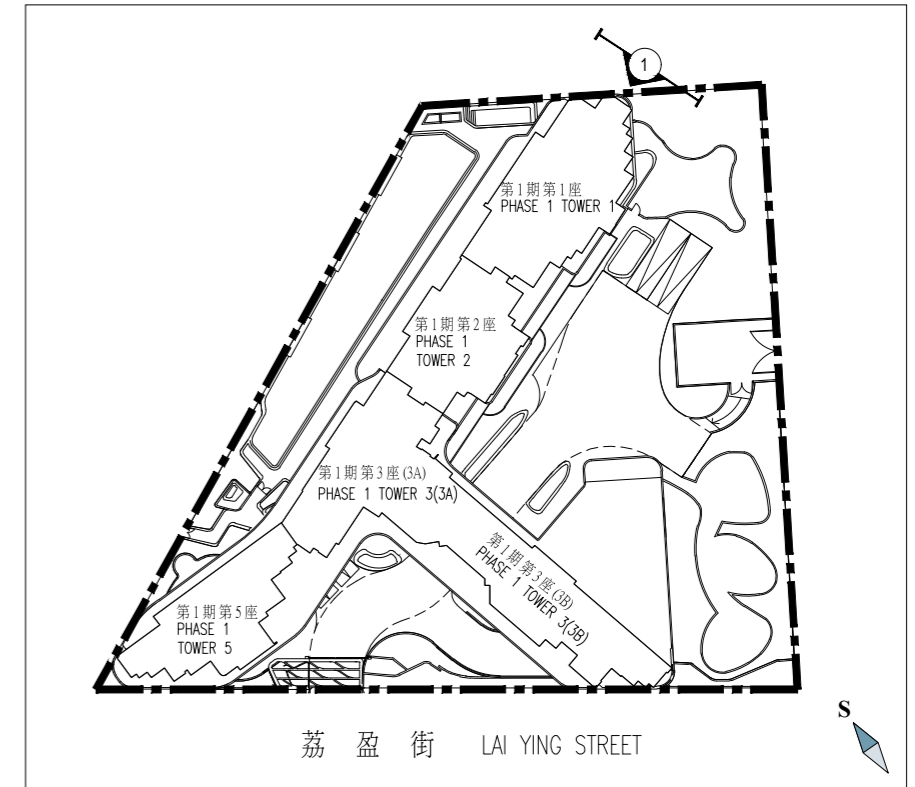 1
第1期第1座
PHASE 1 TOWER 1
第1期第2座
PHASE 1
TOWER 2
第1期第3座(3A)
PHASE 1 TOWER 3(3A)
第1期第3座(3B)
PHASE 1 TOWER 3(3B)
第1期第5座
PHASE 1
TOWER 5
荔盈街 LAI YING STREET
S